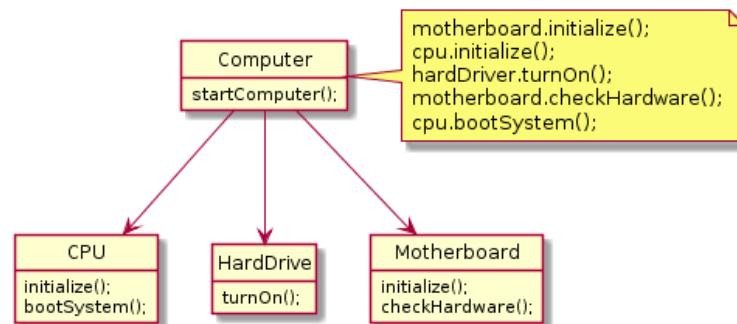 Computer
startComputer();
motherboard.initialize();
cpu.initialize();
hardDriver.turnOn();
motherboard.checkHardware();
cpu.bootSystem();
CPU
initialize();
bootSystem();
HardDrive
turnOn();
Motherboard
initialize();
checkHardware();